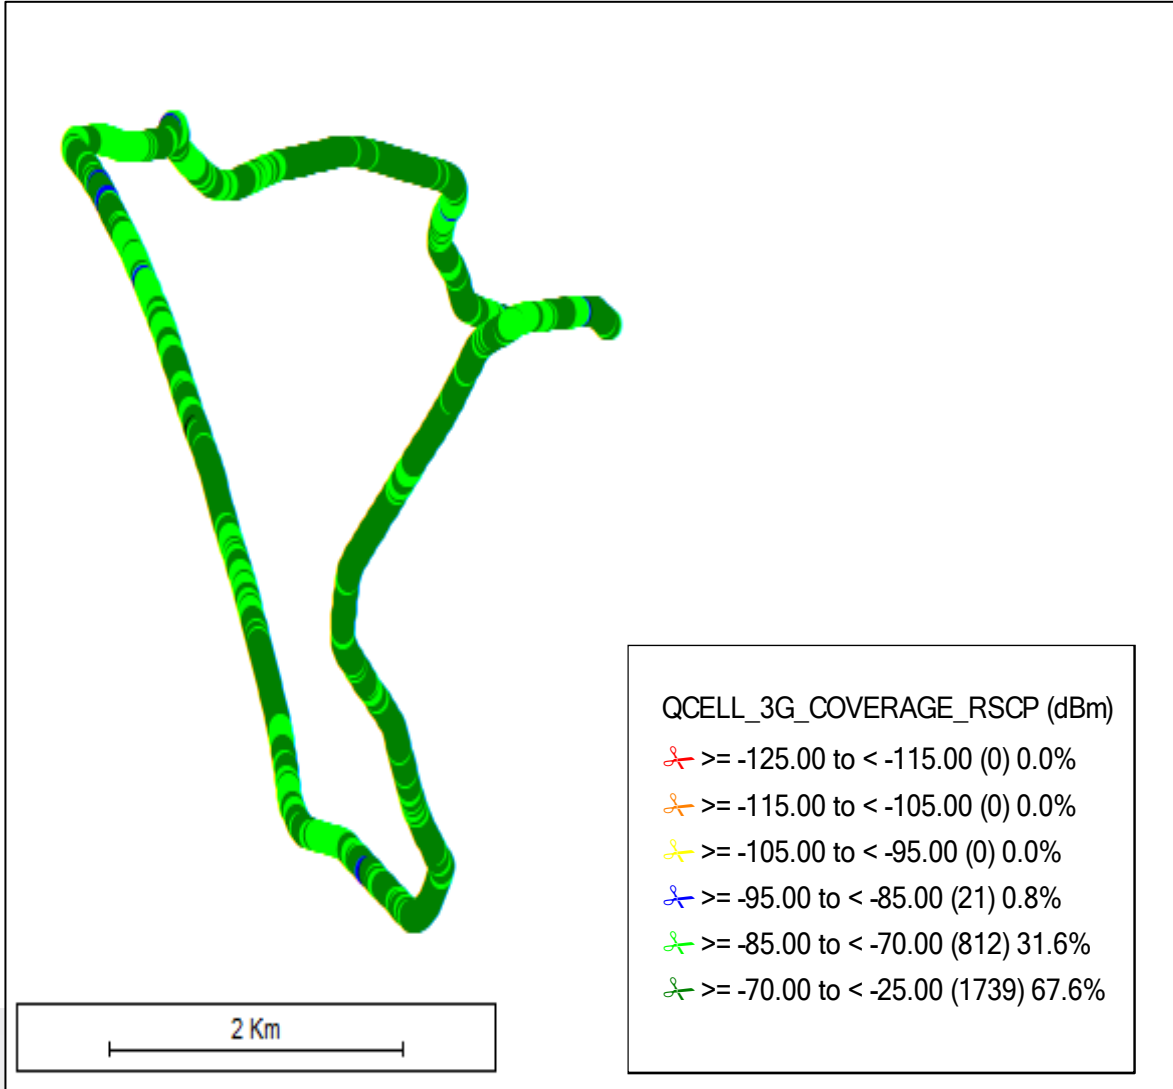 QCELL_3G_COVERAGE_RSCP (dBm)
>= -125.00 to < -115.00 (0) 0.0%
>= -115.00 to < -105.00 (0) 0.0%
>= -105.00 to < -95.00 (0) 0.0%
>= -95.00 to < -85.00 (21) 0.8%
>= -85.00 to < -70.00 (812) 31.6%
>= -70.00 to < -25.00 (1739) 67.6%
2 Km